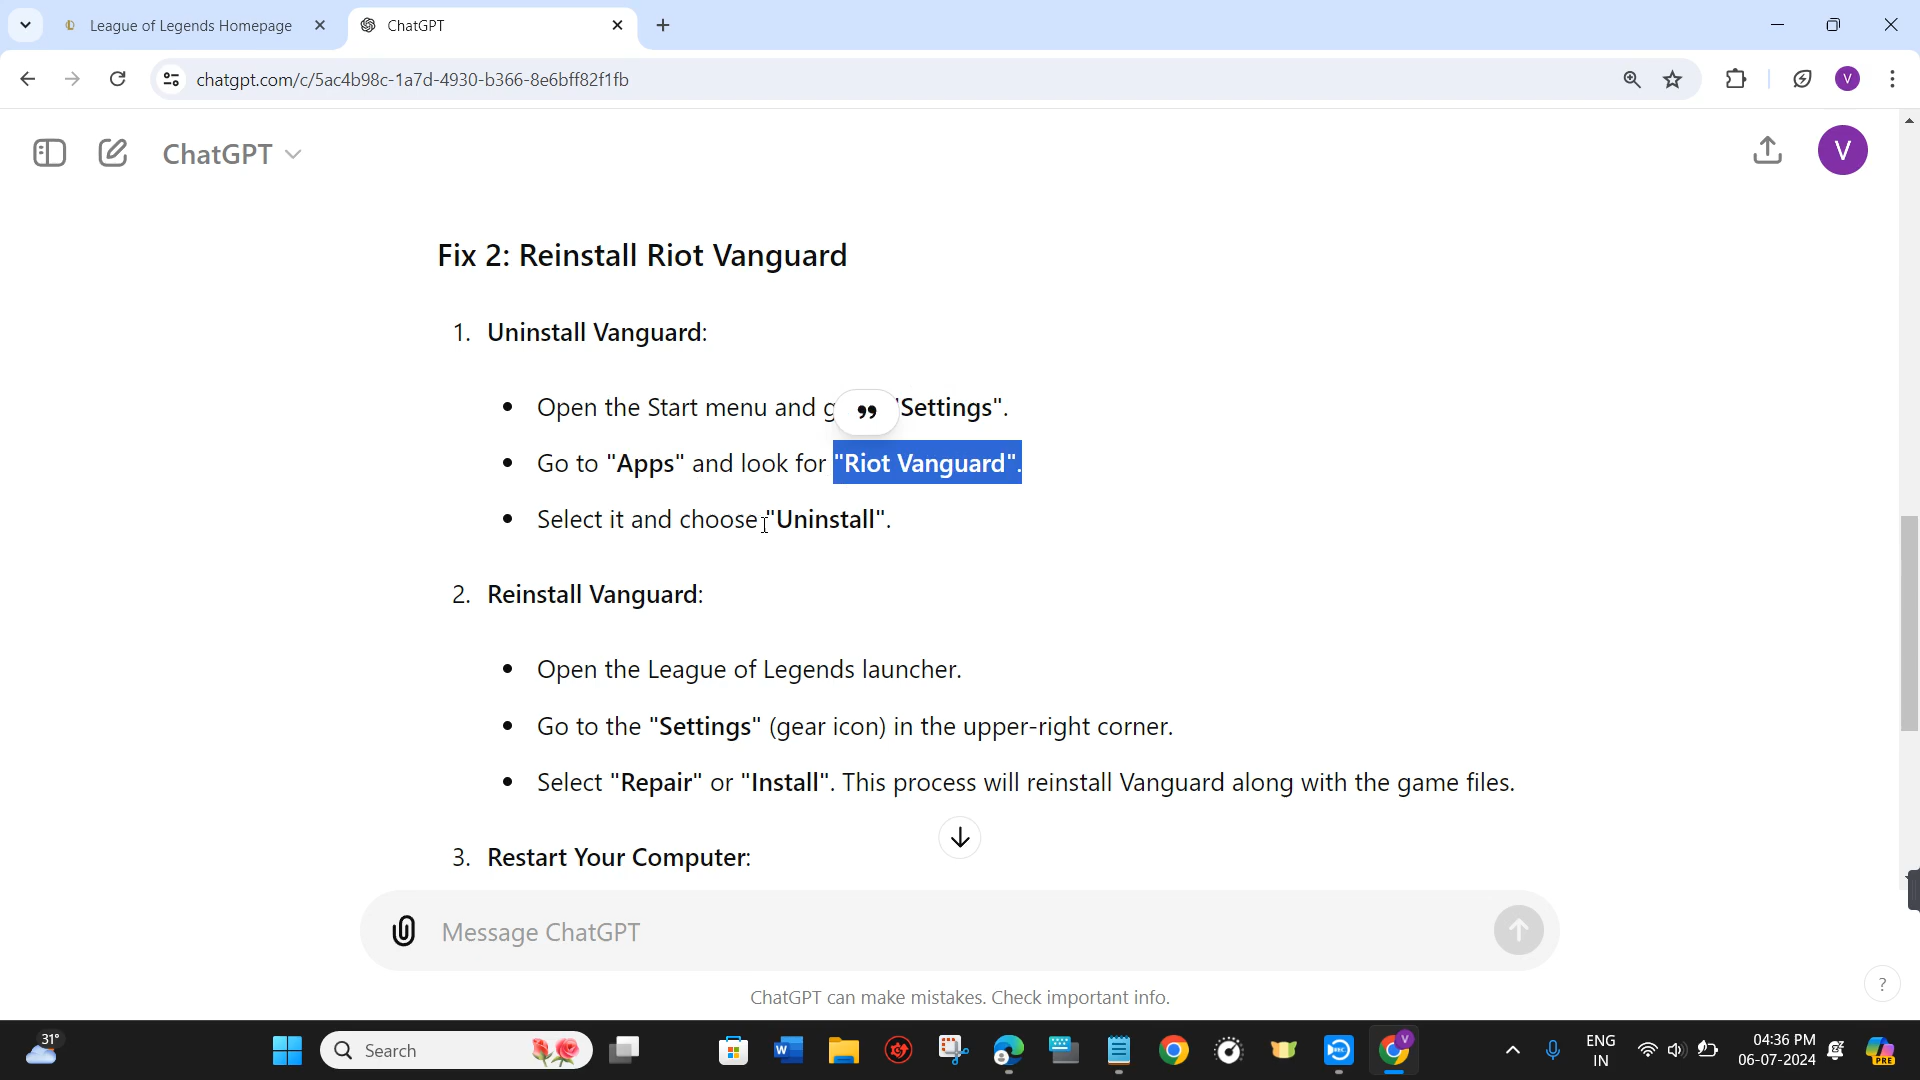 League of Legends Homepage
ChatGPT
chatgpt.com/c/5ac4b98c-1a7d-4930-b366-8e6bff82f1fb
V
ChatGPT
V
Fix 2: Reinstall Riot Vanguard
1. Uninstall Vanguard:
• Open the Start menu and g "Settings".
• Go to "Apps" and look for "Riot Vanguard".
• Select it and choose "Uninstall".
2. Reinstall Vanguard:
• Open the League of Legends launcher.
• Go to the "Settings" (gear icon) in the upper-right corner.
• Select "Repair" or "Install". This process will reinstall Vanguard along with the game files.
3. Restart Your Computer:
Message ChatGPT
ChatGPT can make mistakes. Check important info.
?
31°
Search
V
ENG
IN
04:36 PM
06-07-2024
PRE